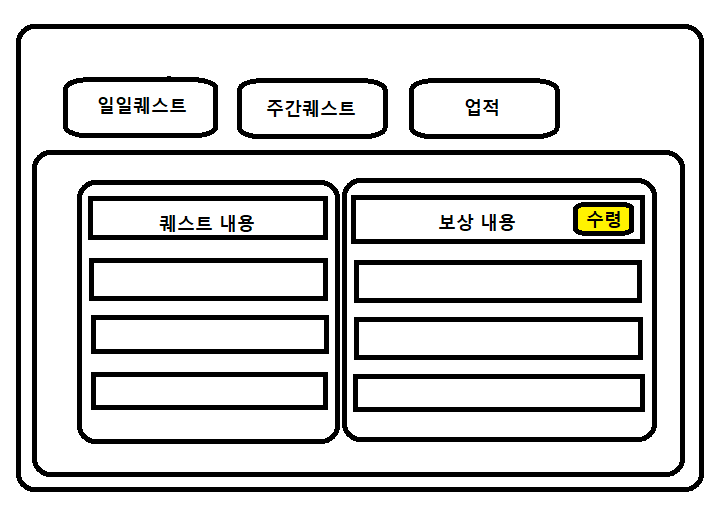 일일퀘스트
주간퀘스트
업적
퀘스트 내용
보상 내용
수령